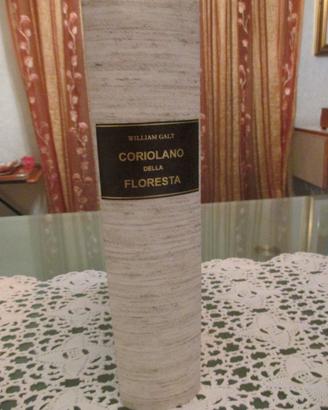 WILLIAM GALT
CORIOLANO
DELLA
FLORESTA